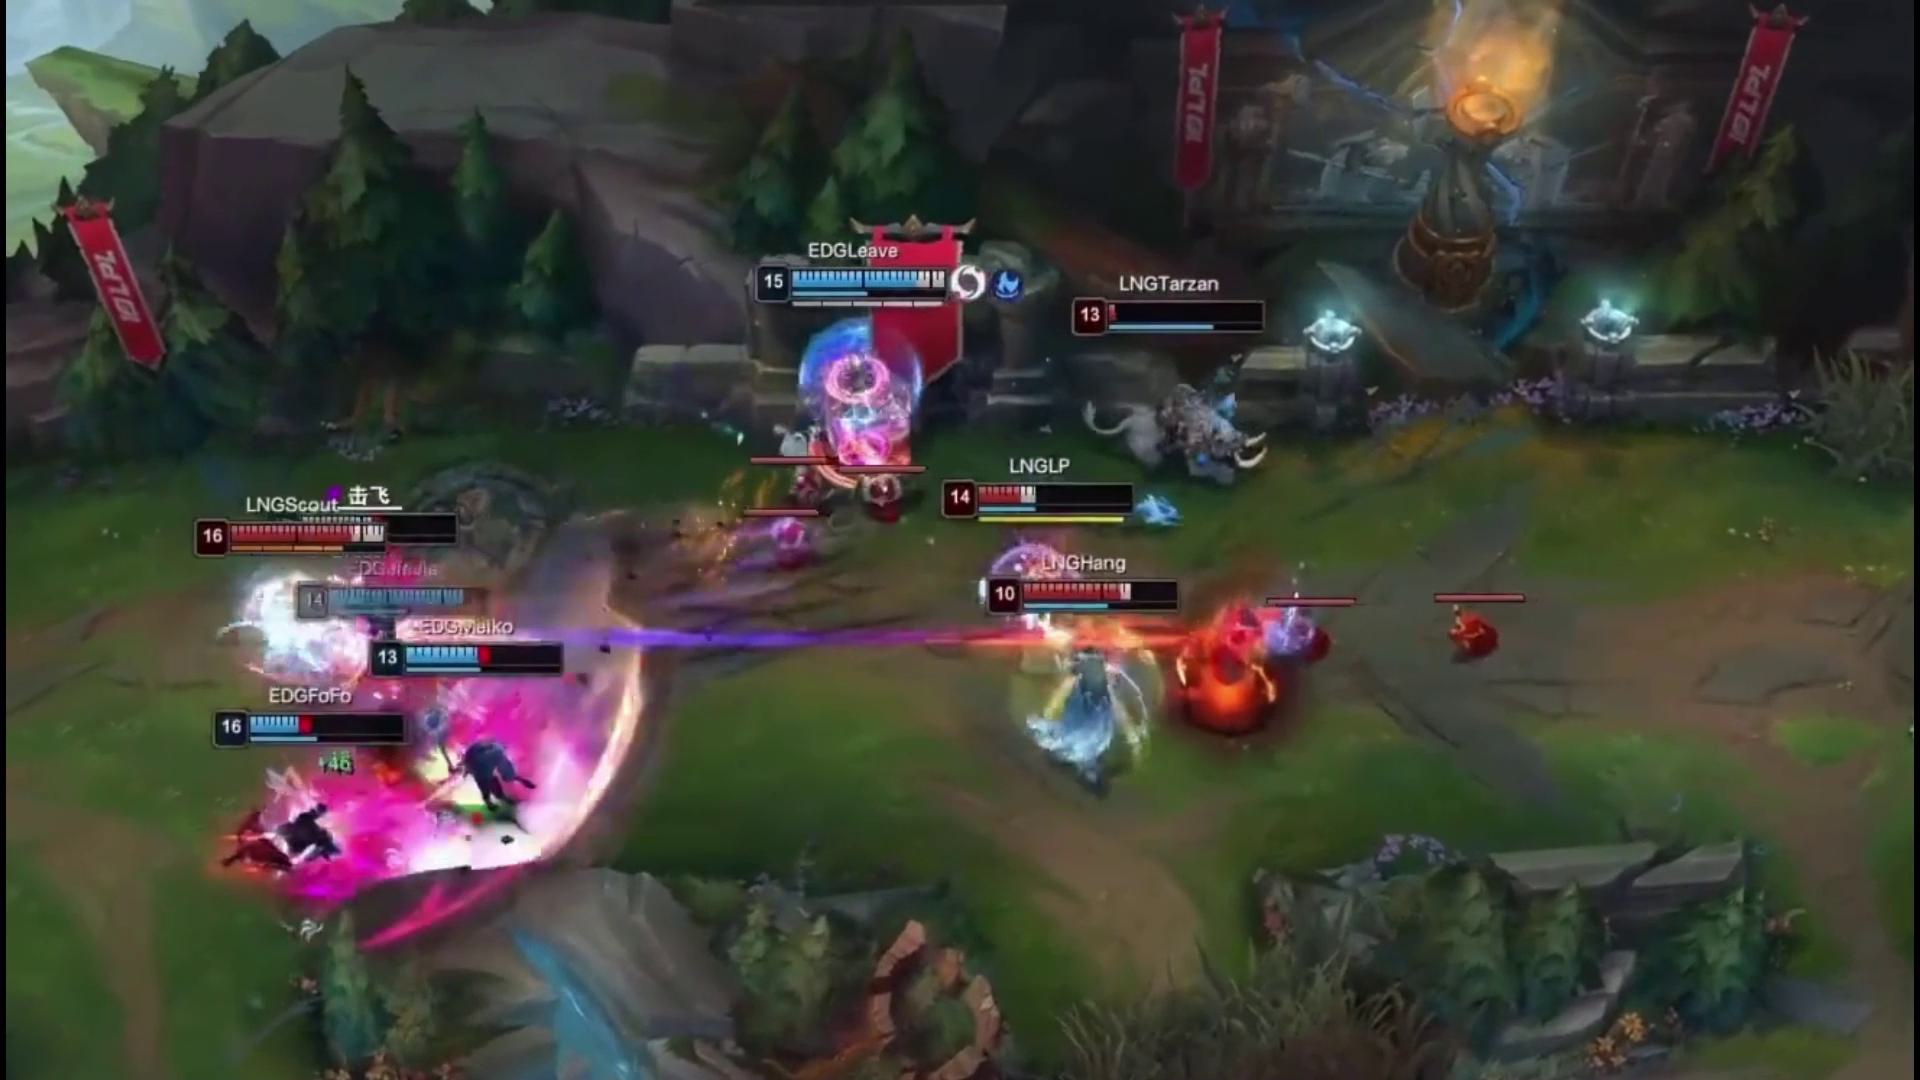 LPL
LPL
LPL
EDGLeave
15
LNGTarzan
13
LNGLP
14
LNGScout
击飞
16
14
LNGHang
10
EDGMeiko
13
EDGFoFo
16
+46